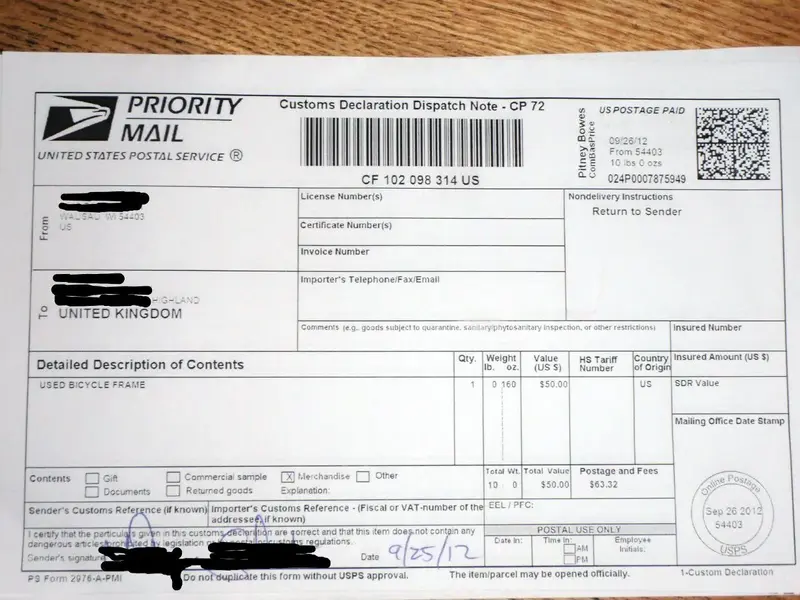 PRIORITY
MAIL
UNITED STATES POSTAL SERVICE ®
Customs Declaration Dispatch Note - CP 72
CF 102 098 314 US
Pitney Bowes
ComBasPrice
US POSTAGE PAID
09/26/12
From 54403
10 lbs 0 ozs
024P0007875949
From
WAUSAU WI 54403
US
License Number(s)
Certificate Number(s)
Invoice Number
Nondelivery Instructions
Return to Sender
To
HIGHLAND
UNITED KINGDOM
Importer's Telephone/Fax/Email
Comments (e.g., goods subject to quarantine, sanitary/phytosanitary inspection, or other restrictions)
Insured Number
Detailed Description of Contents
Qty.
Weight
lb. oz.
Value
(US $)
HS Tariff
Number
Country
of Origin
Insured Amount (US $)
USED BICYCLE FRAME 1 0 160 $50.00 US
SDR Value
Mailing Office Date Stamp
Contents
Gift
Commercial sample
X Merchandise
Other
Documents
Returned goods
Explanation:
Total Wt.
10 0
Total Value
$50.00
Postage and Fees
$63.32
Sender's Customs Reference (if known)
Importer's Customs Reference - (Fiscal or VAT-number of the
addressee, if known)
EEL / PFC:
I certify that the particulars given in this customs declaration are correct and that this item does not contain any
dangerous articles prohibited by legislation or postal or customs regulations.
Sender's signature
Date 9/25/12
POSTAL USE ONLY
Date In:
Time In:
AM
PM
Employee
Initials:
Online Postage
Sep 26 2012
54403
USPS
PS Form 2976-A-PMI
Do not duplicate this form without USPS approval.
The item/parcel may be opened officially.
1-Custom Declaration